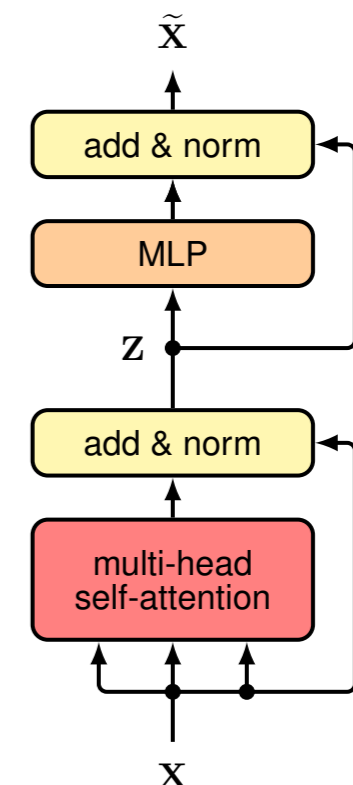 x̃
add & norm
MLP
z
add & norm
multi-head
self-attention
x